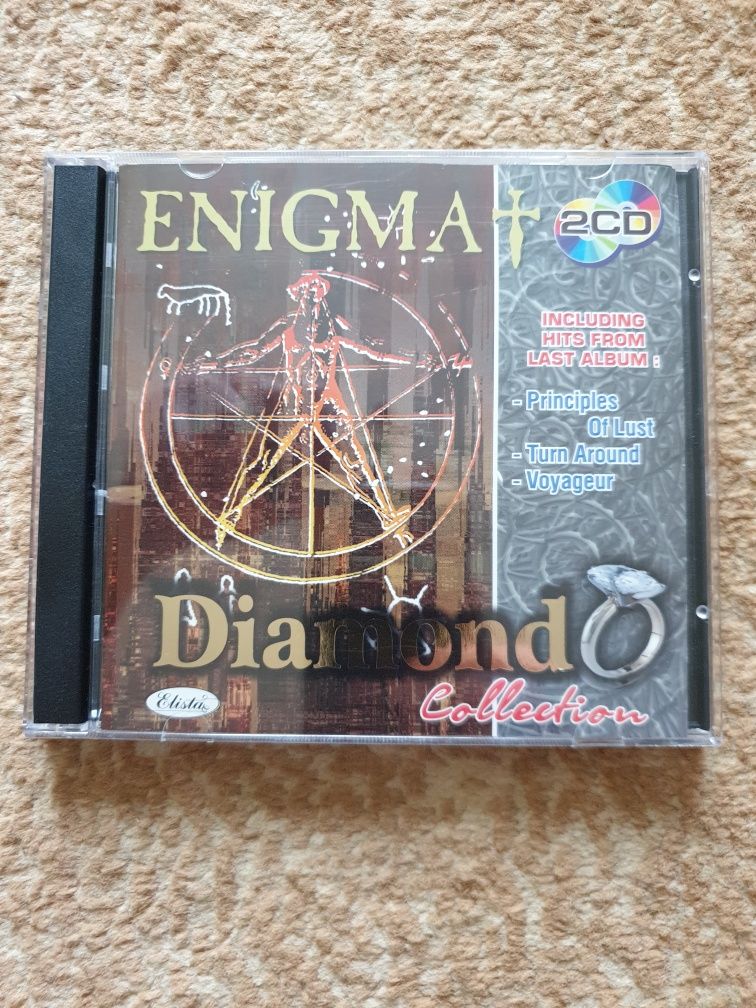 ENIGMA
2CD
INCLUDING
HITS FROM
LAST ALBUM :
- Principles
Of Lust
- Turn Around
- Voyageur
Diamond
Collection
Elista